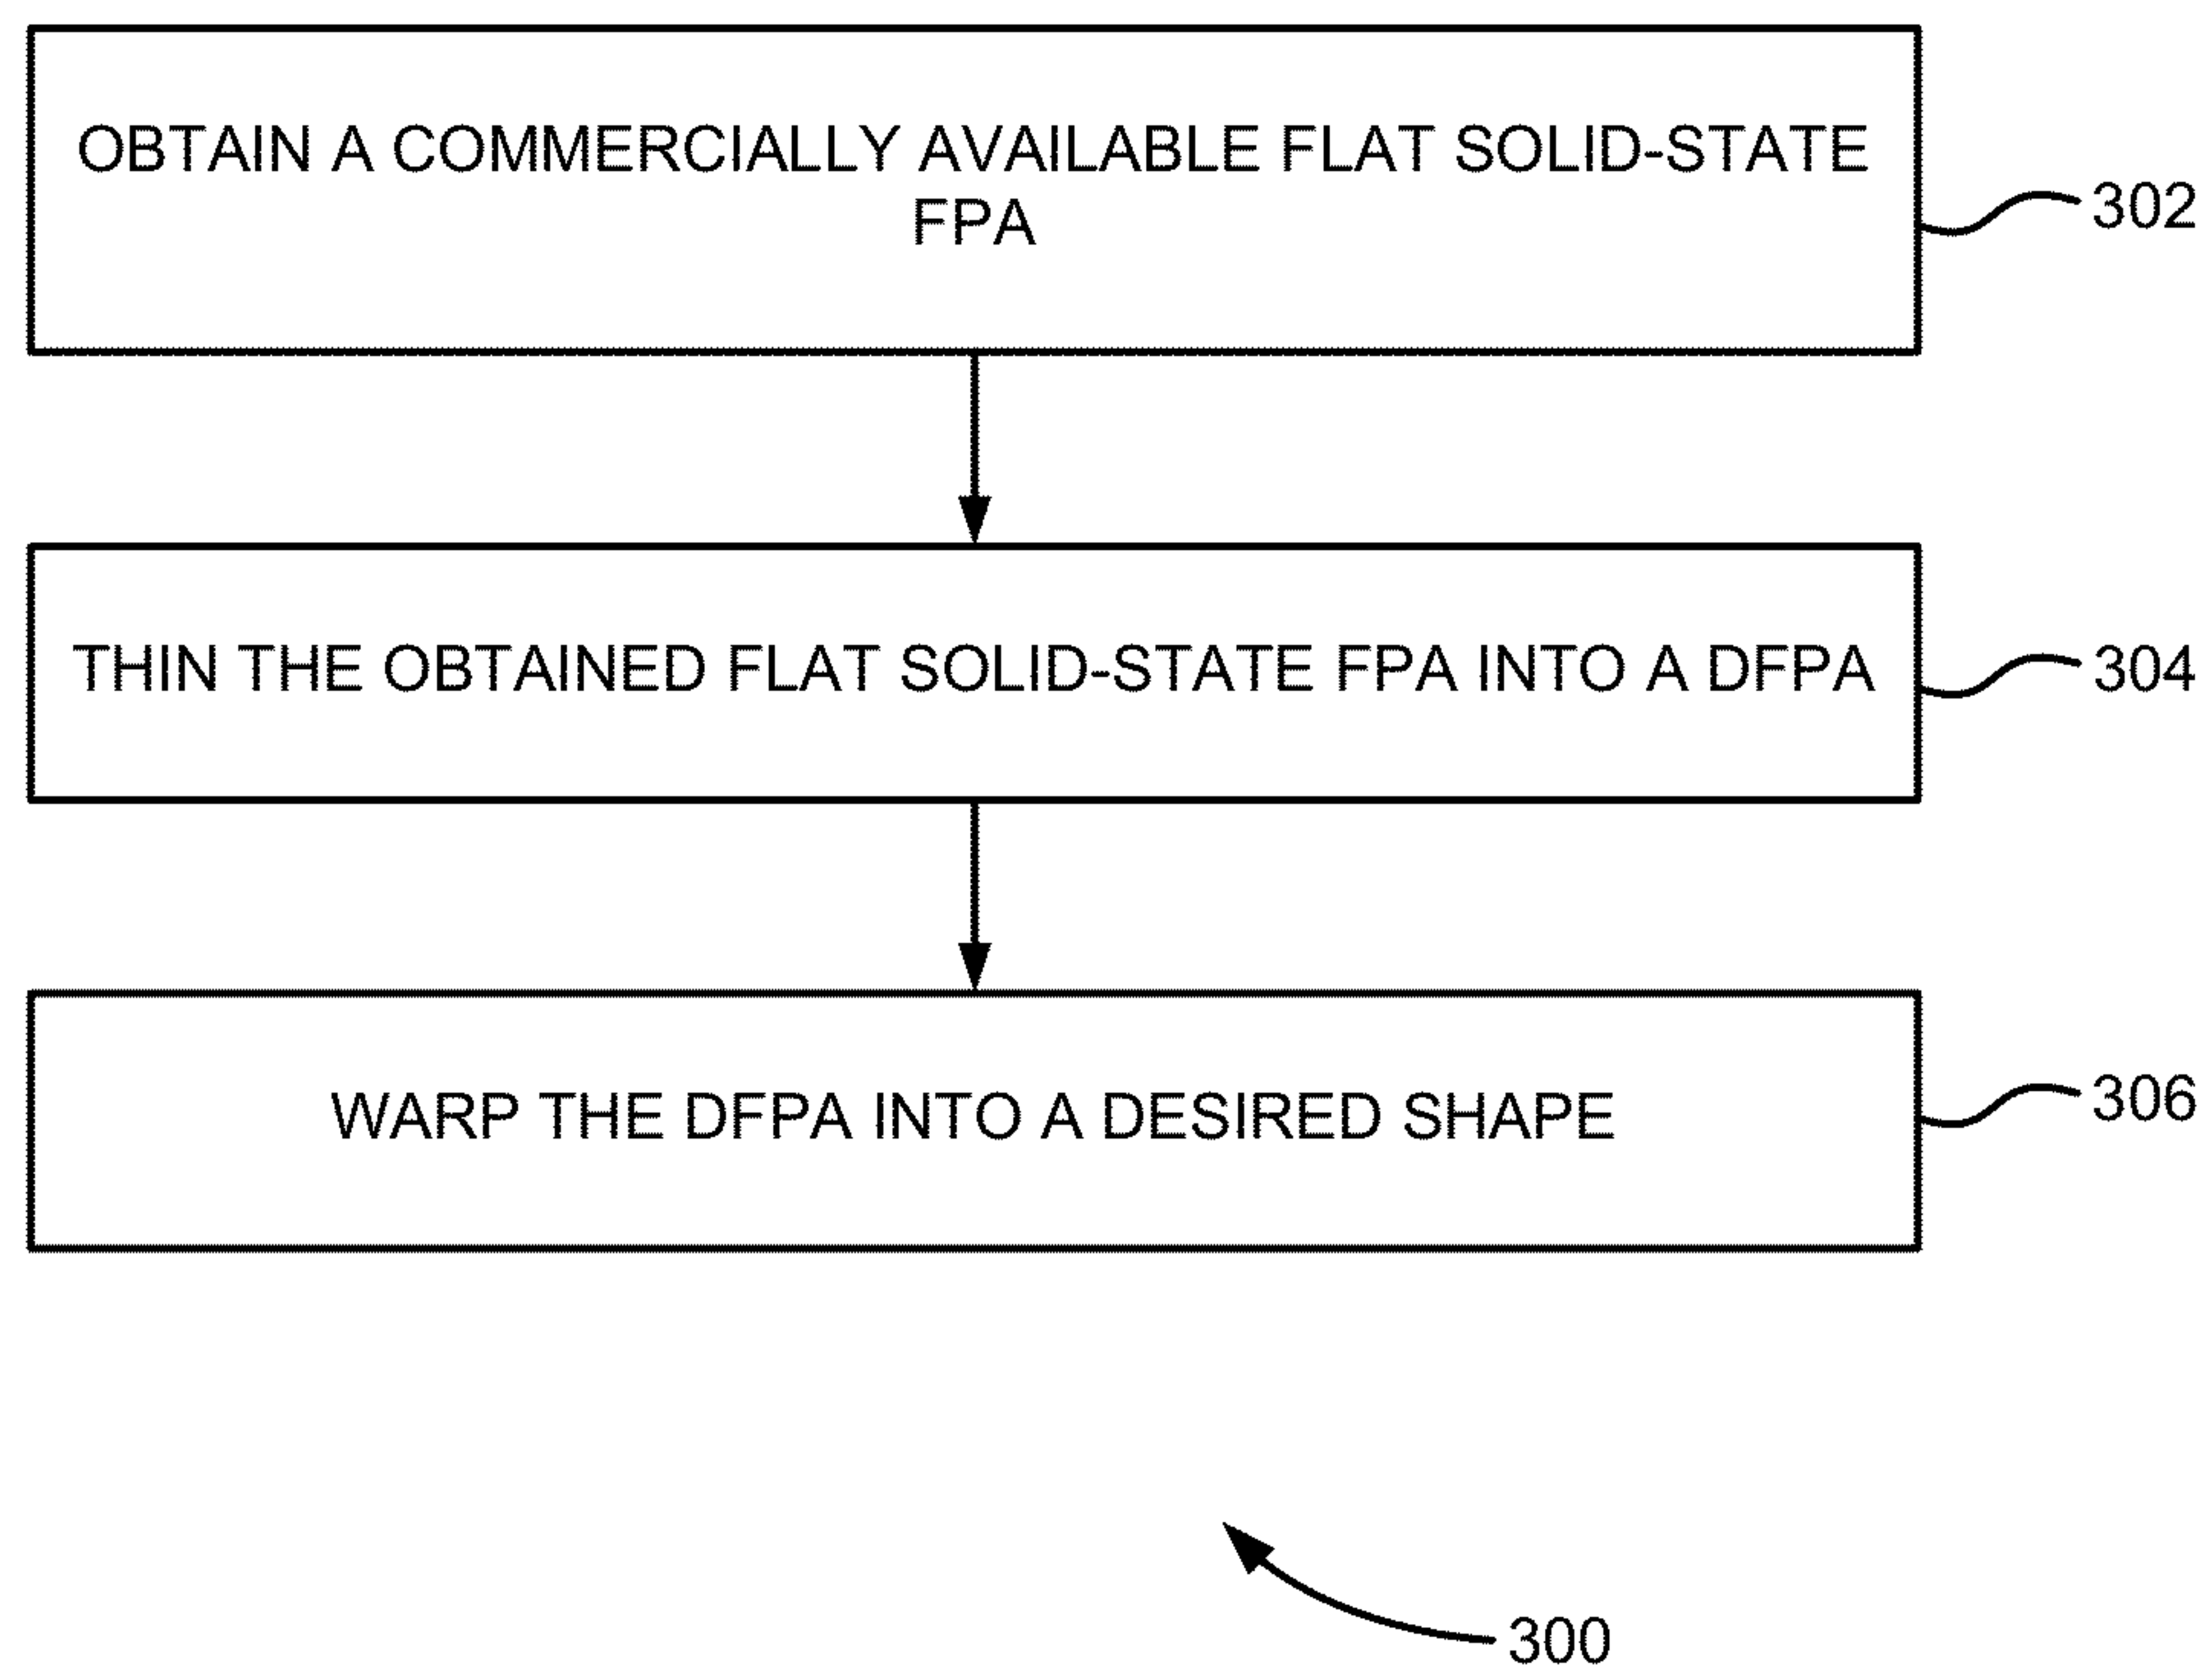 OBTAIN A COMMERCIALLY AVAILABLE FLAT SOLID-STATE
FPA
302
THIN THE OBTAINED FLAT SOLID-STATE FPA INTO A DFPA
304
WARP THE DFPA INTO A DESIRED SHAPE
306
300